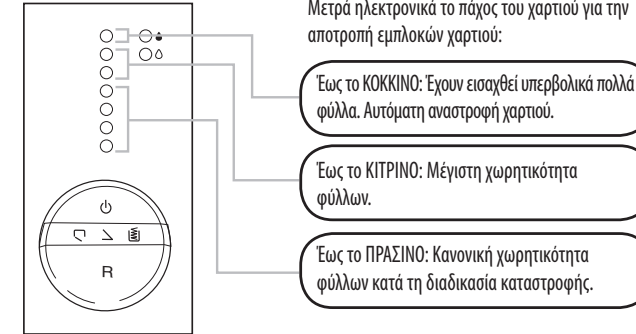 Μετρά ηλεκτρονικά το πάχος του χαρτιού για την
αποτροπή εμπλοκών χαρτιού:
Έως το ΚΟΚΚΙΝΟ: Έχουν εισαχθεί υπερβολικά πολλά
φύλλα. Αυτόματη αναστροφή χαρτιού.
Έως το ΚΙΤΡΙΝΟ: Μέγιστη χωρητικότητα
φύλλων.
Έως το ΠΡΑΣΙΝΟ: Κανονική χωρητικότητα
φύλλων κατά τη διαδικασία καταστροφής.
R